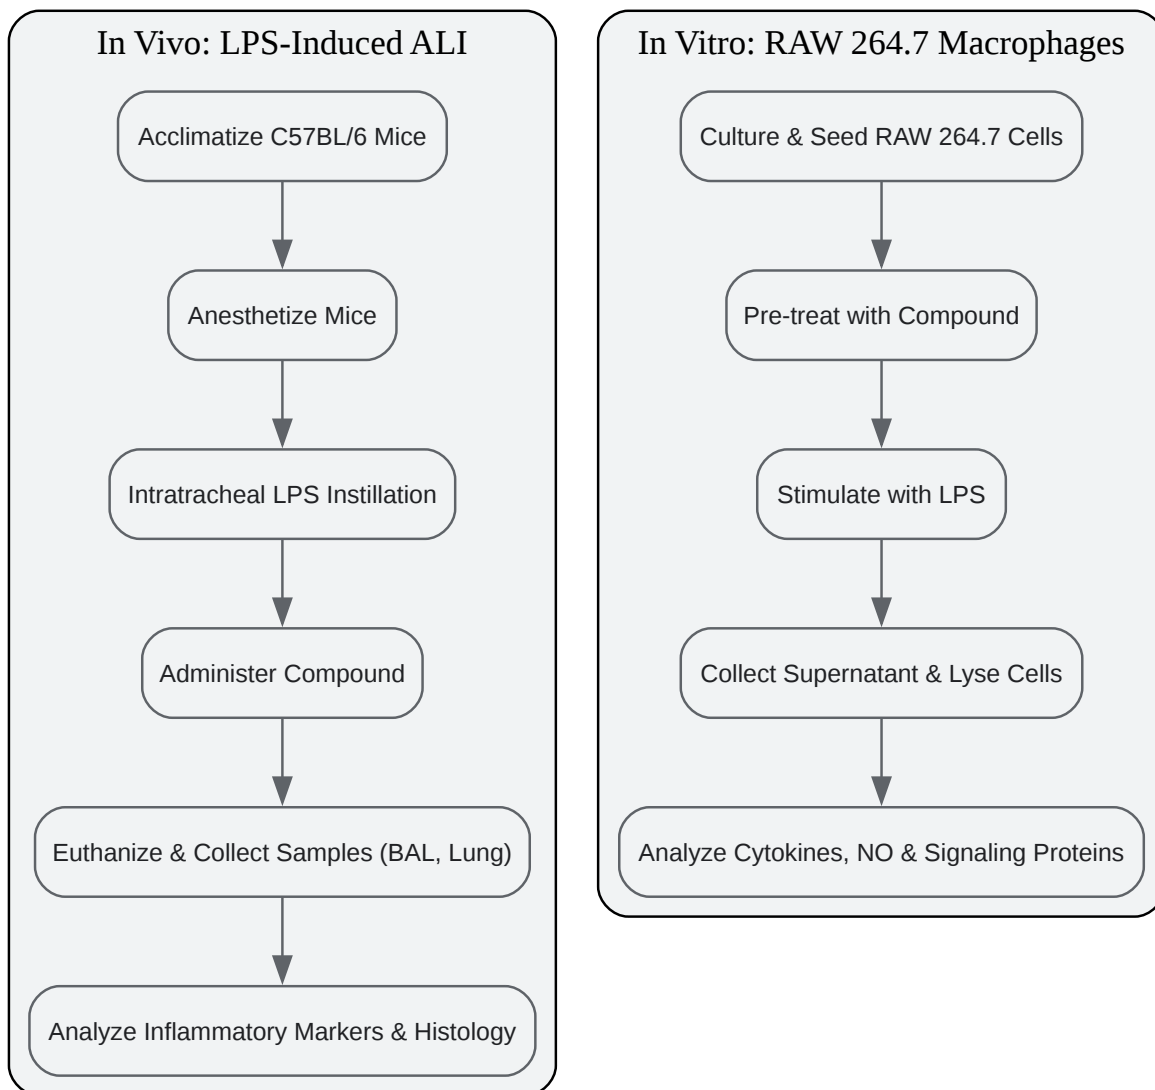 In Vivo: LPS-Induced ALI
Acclimatize C57BL/6 Mice
Anesthetize Mice
Intratracheal LPS Instillation
Administer Compound
Euthanize & Collect Samples (BAL, Lung)
Analyze Inflammatory Markers & Histology
In Vitro: RAW 264.7 Macrophages
Culture & Seed RAW 264.7 Cells
Pre-treat with Compound
Stimulate with LPS
Collect Supernatant & Lyse Cells
Analyze Cytokines, NO & Signaling Proteins